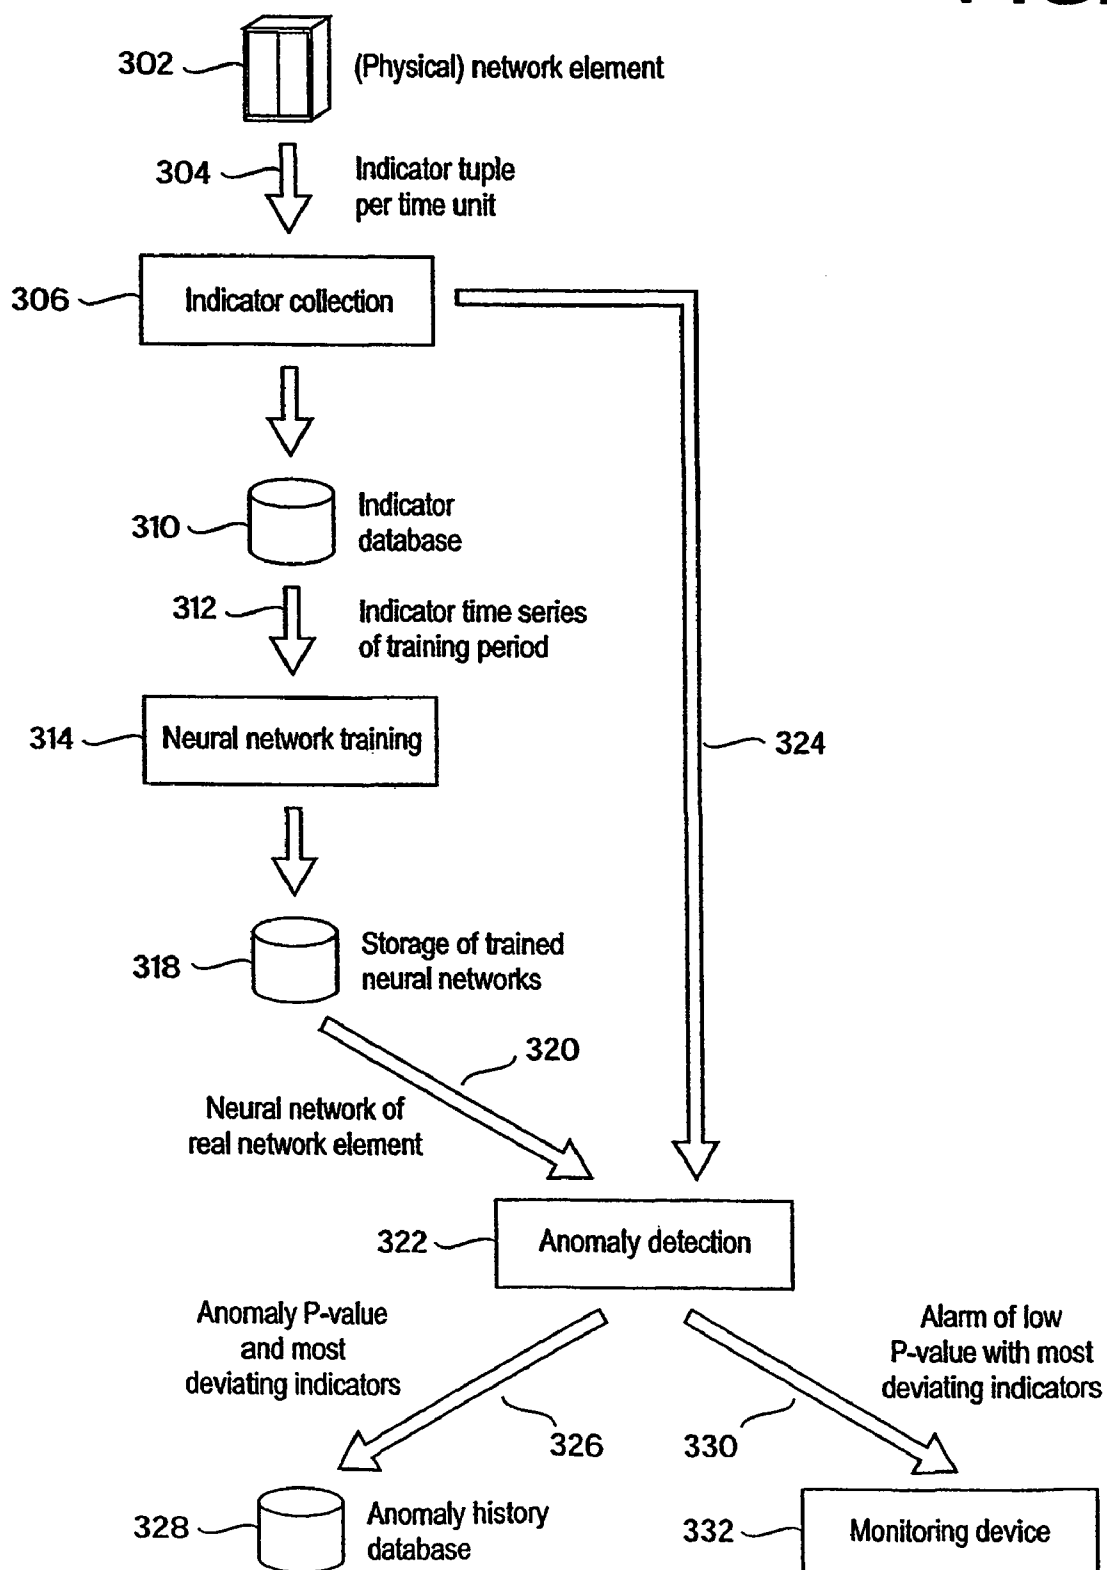 302
(Physical) network element
304
Indicator tuple
per time unit
306
Indicator collection
310
Indicator
database
312
Indicator time series
of training period
314
Neural network training
324
318
Storage of trained
neural networks
320
Neural network of
real network element
322
Anomaly detection
Anomaly P-value
and most
deviating indicators
Alarm of low
P-value with most
deviating indicators
326
330
328
Anomaly history
database
332
Monitoring device